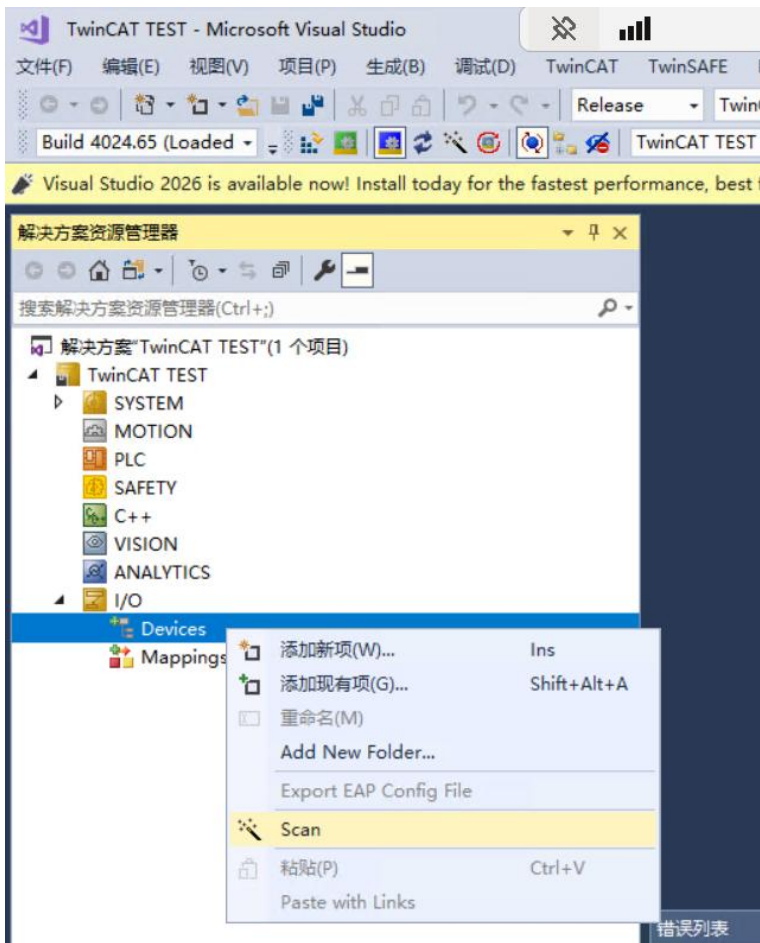 TwinCAT TEST - Microsoft Visual Studio
文件(F) 编辑(E) 视图(V) 项目(P) 生成(B) 调试(D) TwinCAT TwinSAFE
Release
Build 4024.65 (Loaded TwinCAT TEST
Visual Studio 2026 is available now! Install today for the fastest performance, best
解决方案资源管理器
搜索解决方案资源管理器(Ctrl+;)
解决方案"TwinCAT TEST"(1 个项目)
TwinCAT TEST
SYSTEM
MOTION
PLC
SAFETY
C++
VISION
ANALYTICS
I/O
Devices
Mappings
添加新项(W)... Ins
添加现有项(G)... Shift+Alt+A
重命名(M)
Add New Folder...
Export EAP Config File
Scan
粘贴(P) Ctrl+V
Paste with Links
错误列表